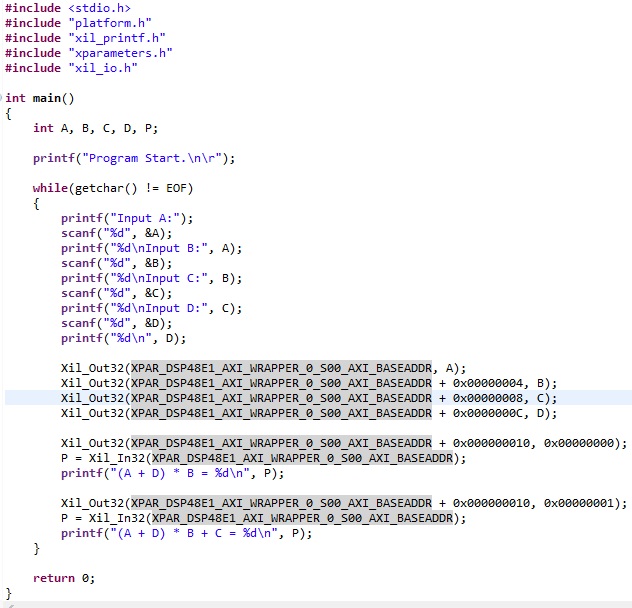 #include <stdio.h>
#include "platform.h"
#include "xil_printf.h"
#include "xparameters.h"
#include "xil_io.h"

int main()
{
    int A, B, C, D, P;

    printf("Program Start.\n\r");

    while(getchar() != EOF)
    {
        printf("Input A:");
        scanf("%d", &A);
        printf("%d\nInput B:", A);
        scanf("%d", &B);
        printf("%d\nInput C:", B);
        scanf("%d", &C);
        printf("%d\nInput D:", C);
        scanf("%d", &D);
        printf("%d\n", D);

        Xil_Out32(XPAR_DSP48E1_AXI_WRAPPER_0_S00_AXI_BASEADDR, A);
        Xil_Out32(XPAR_DSP48E1_AXI_WRAPPER_0_S00_AXI_BASEADDR + 0x00000004, B);
        Xil_Out32(XPAR_DSP48E1_AXI_WRAPPER_0_S00_AXI_BASEADDR + 0x00000008, C);
        Xil_Out32(XPAR_DSP48E1_AXI_WRAPPER_0_S00_AXI_BASEADDR + 0x0000000C, D);

        Xil_Out32(XPAR_DSP48E1_AXI_WRAPPER_0_S00_AXI_BASEADDR + 0x000000010, 0x00000000);
        P = Xil_In32(XPAR_DSP48E1_AXI_WRAPPER_0_S00_AXI_BASEADDR);
        printf("(A + D) * B = %d\n", P);

        Xil_Out32(XPAR_DSP48E1_AXI_WRAPPER_0_S00_AXI_BASEADDR + 0x000000010, 0x00000001);
        P = Xil_In32(XPAR_DSP48E1_AXI_WRAPPER_0_S00_AXI_BASEADDR);
        printf("(A + D) * B + C = %d\n", P);
    }

    return 0;
}